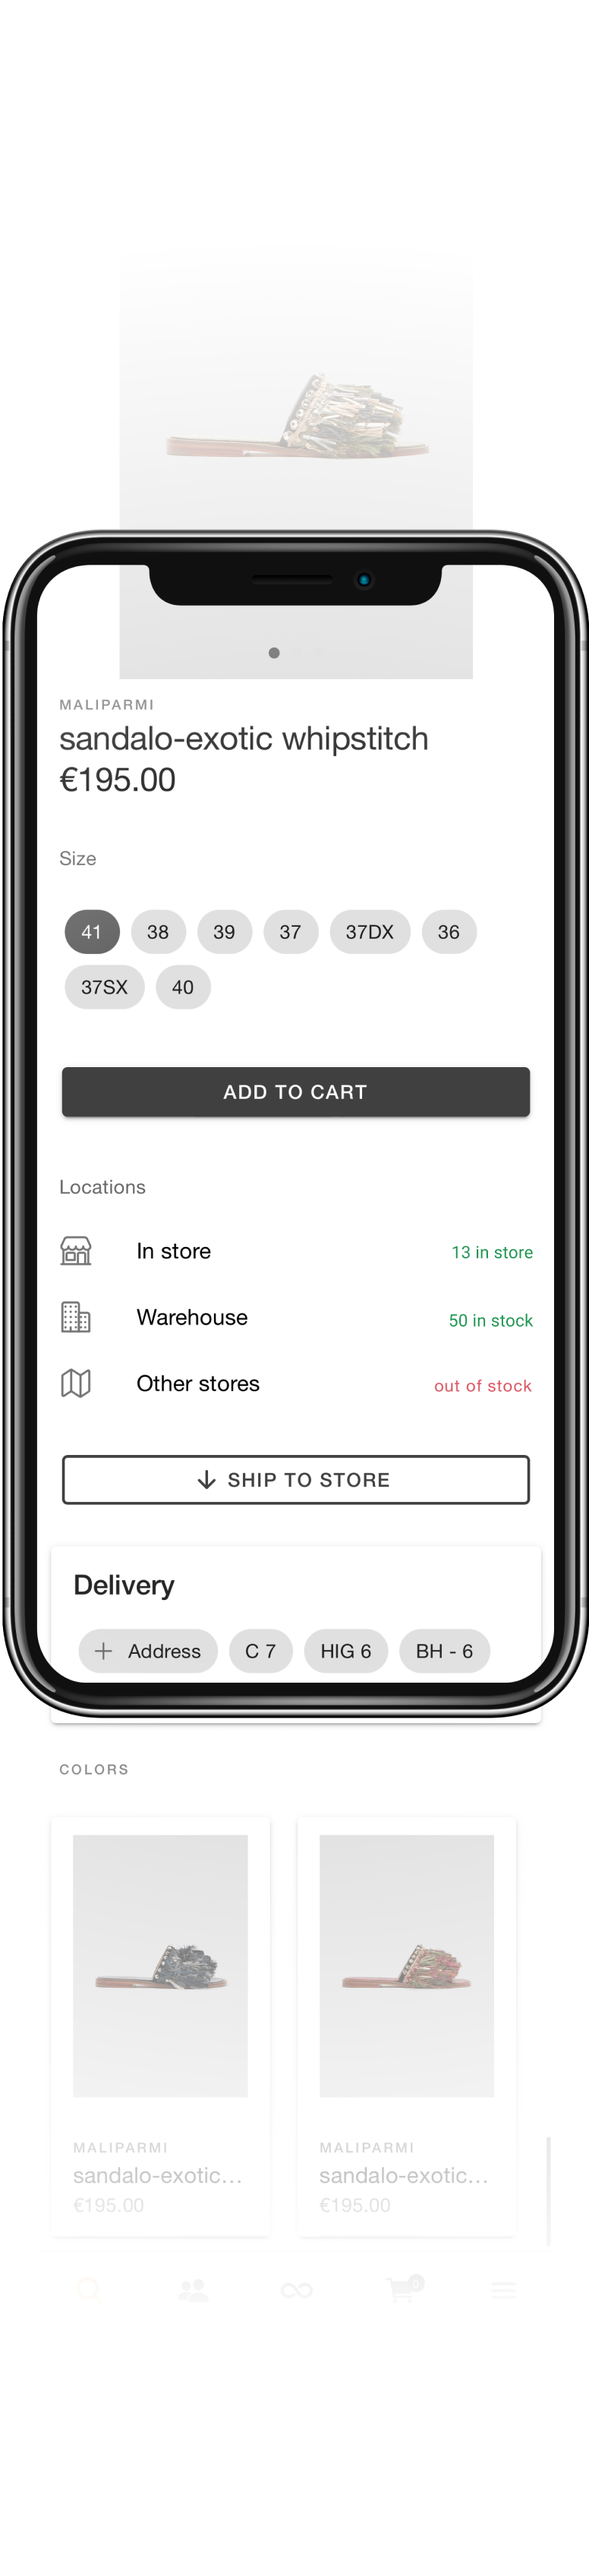 MALIPARMI
sandalo-exotic whipstitch
€195.00
Size
41 38 39 37 37DX 36
37SX 40
ADD TO CART
Locations
In store 13 in store
Warehouse 50 in stock
Other stores out of stock
SHIP TO STORE
Delivery
+ Address C 7 HIG 6 BH - 6
COLORS
MALIPARMI MALIPARMI
sandalo-exotic... sandalo-exotic...
€195.00 €195.00
0